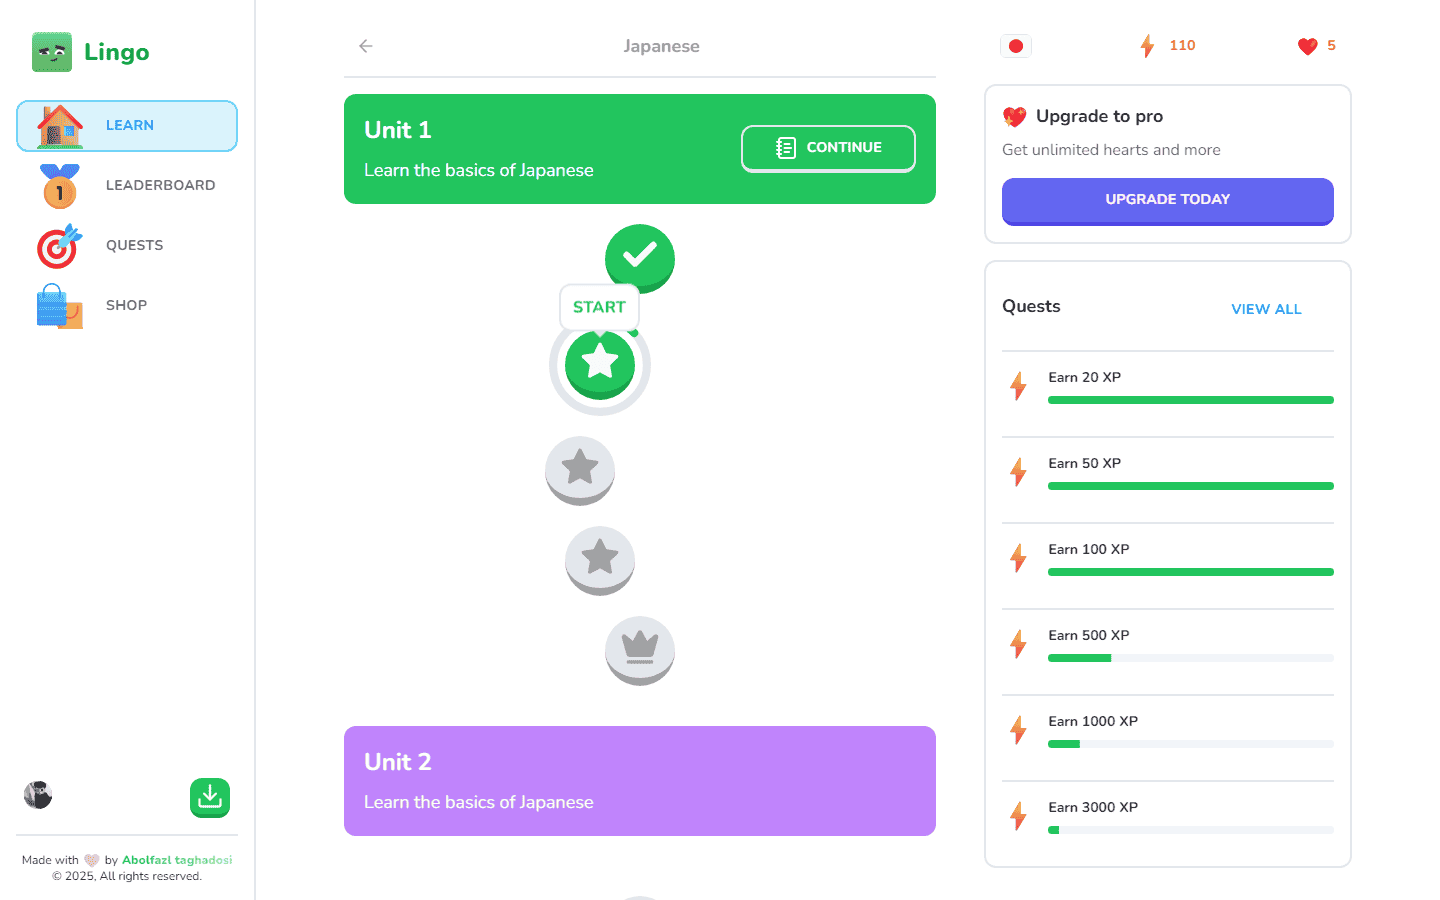 Lingo
LEARN
1
LEADERBOARD
QUESTS
SHOP
Made with by Abolfazl taghadosi
© 2025, All rights reserved.
Japanese
Unit 1
Learn the basics of Japanese
CONTINUE
START
Unit 2
Learn the basics of Japanese
110
5
Upgrade to pro
Get unlimited hearts and more
UPGRADE TODAY
Quests
VIEW ALL
Earn 20 XP
Earn 50 XP
Earn 100 XP
Earn 500 XP
Earn 1000 XP
Earn 3000 XP